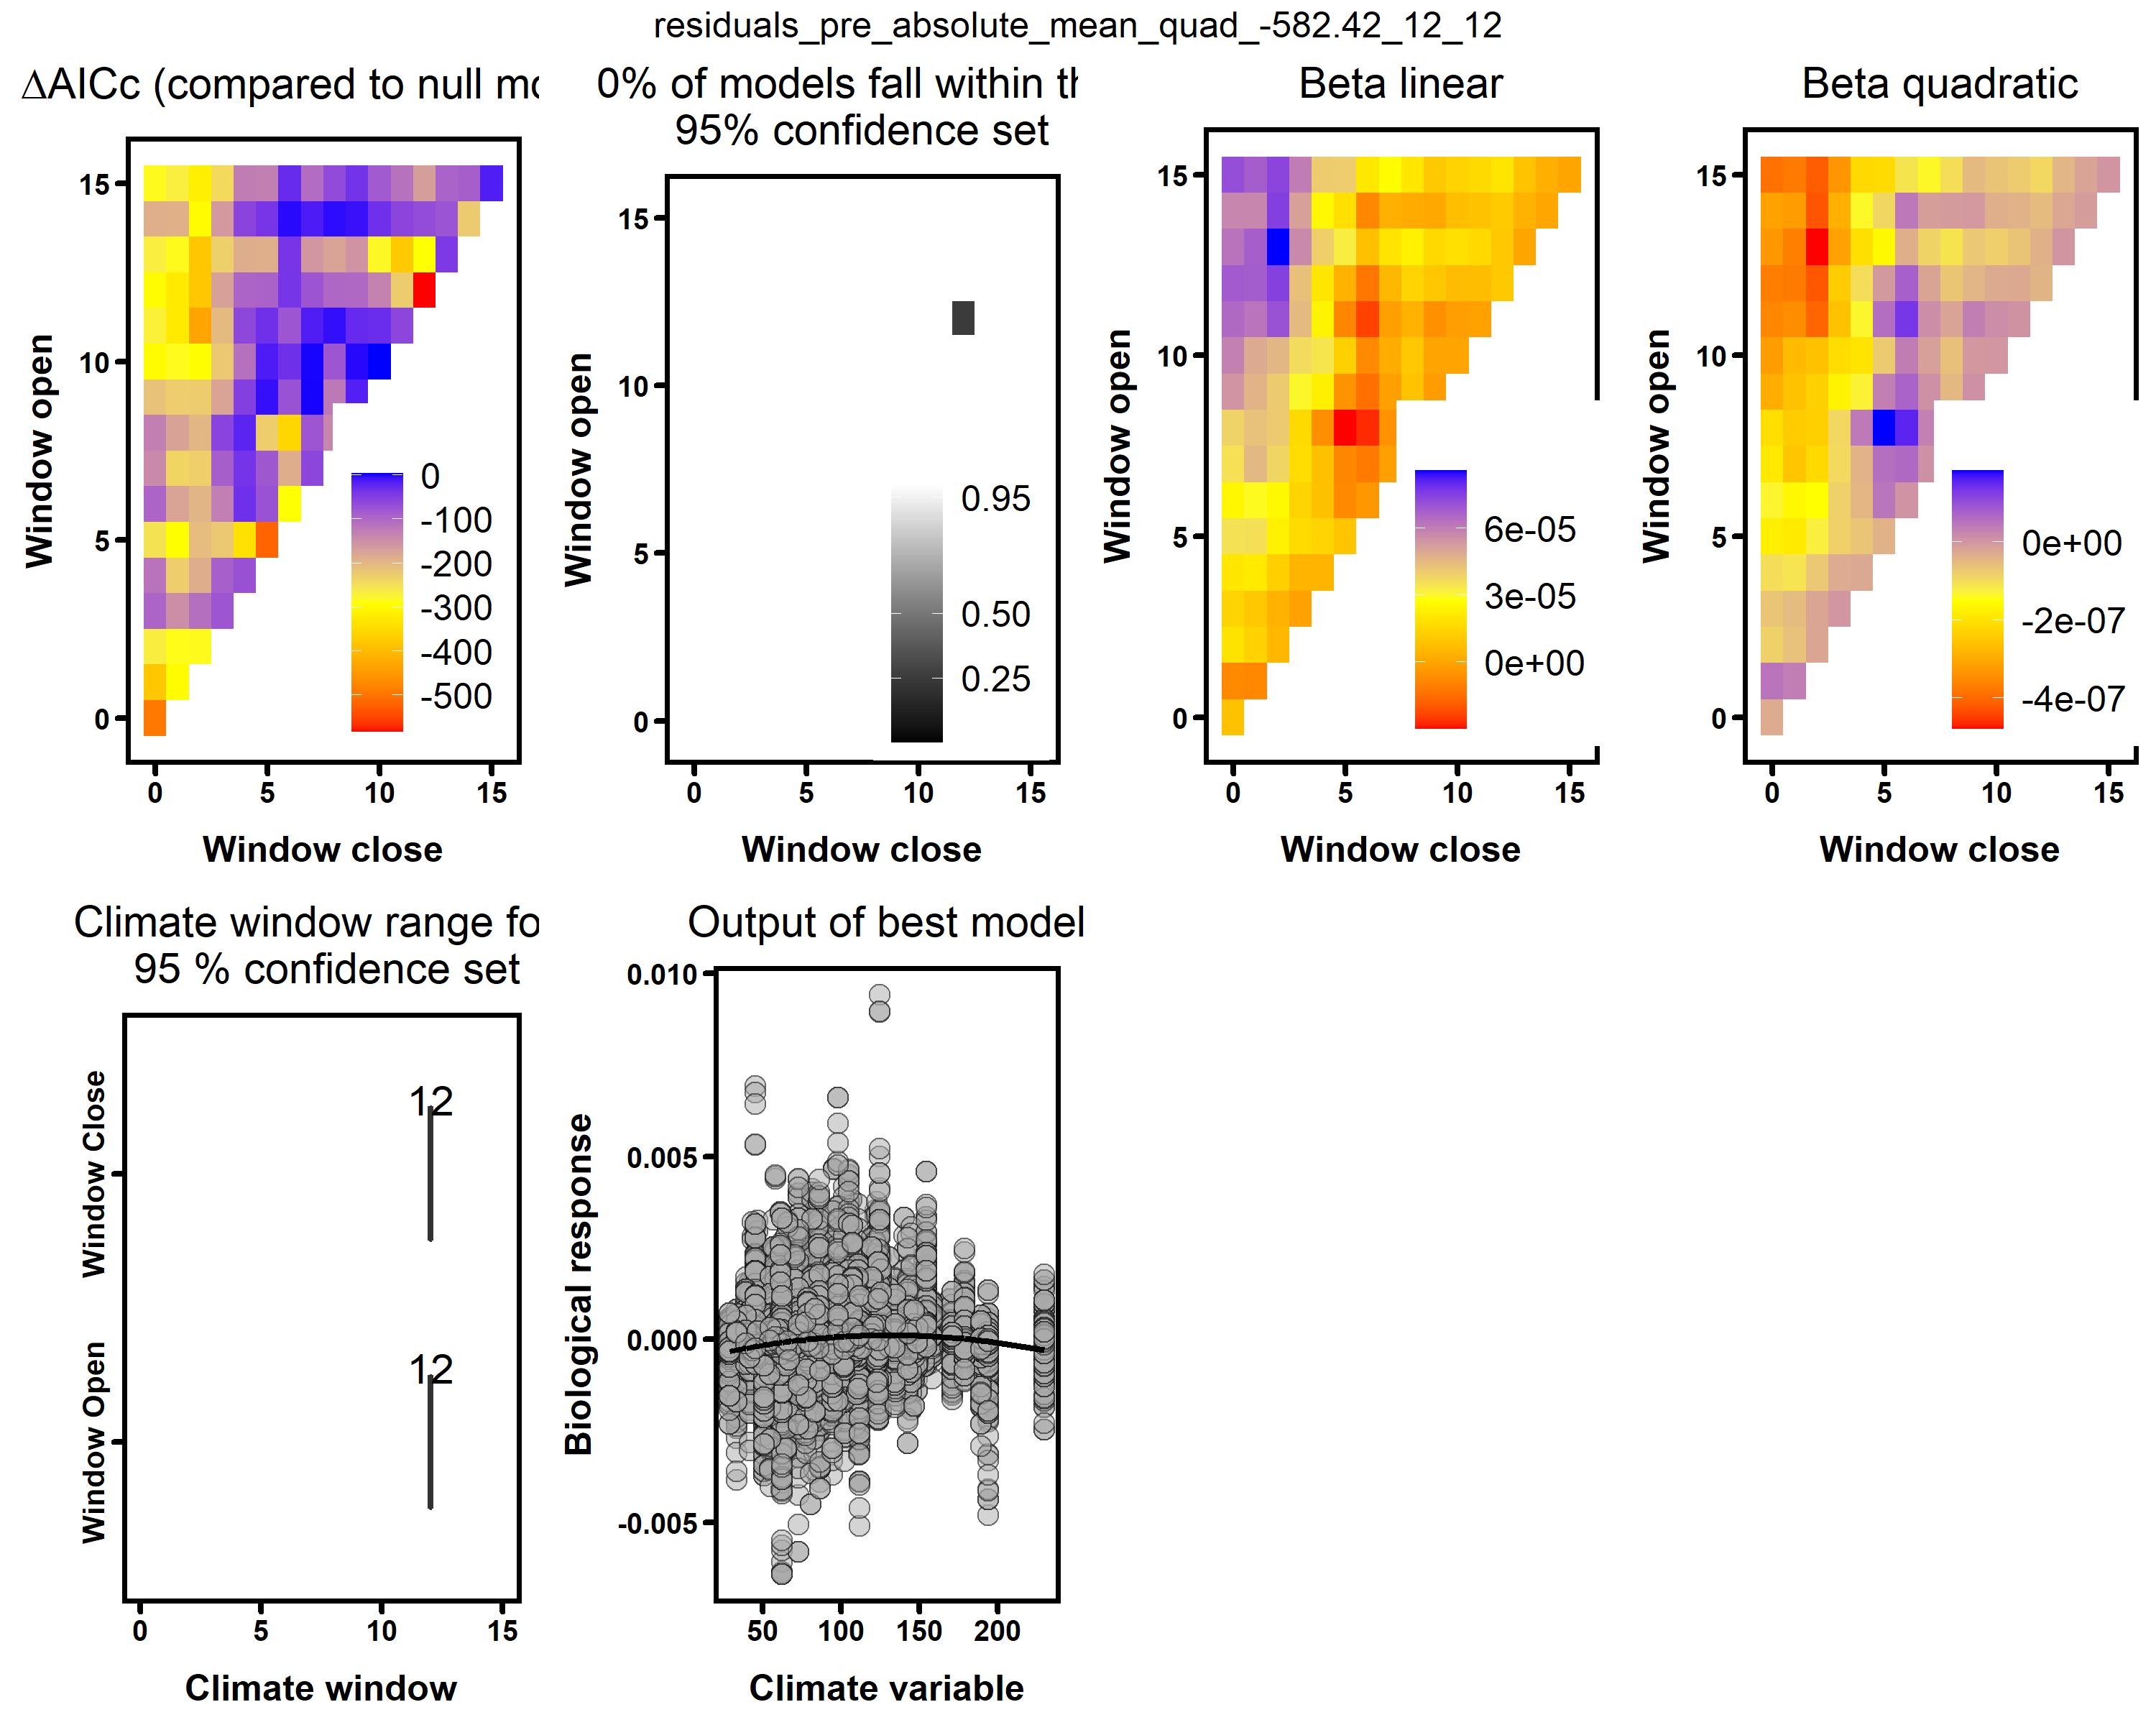 residuals_pre_absolute_mean_quad_-582.42_12_12
ΔAICc (compared to null mo
0% of models fall within th
95% confidence set
Beta linear
Beta quadratic
Window open
15
10
5
0
0
-100
-200
-300
-400
-500
0
5
10
15
Window close
Window open
15
10
5
0
0.95
0.50
0.25
0
5
10
15
Window close
Window open
15
10
5
0
6e-05
3e-05
0e+00
0
5
10
15
Window close
Window open
15
10
5
0
0e+00
-2e-07
-4e-07
0
5
10
15
Window close
Climate window range fo
95 % confidence set
Window Close
Window Open
12
12
0
5
10
15
Climate window
Output of best model
Biological response
0.010
0.005
0.000
-0.005
50
100
150
200
Climate variable